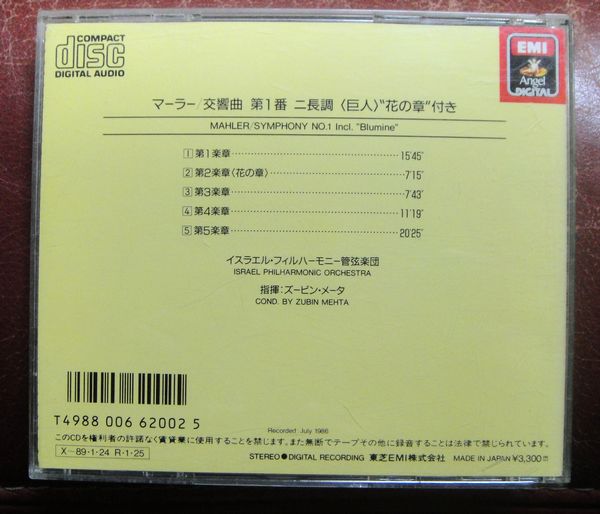 COMPACT
disc
DIGITAL AUDIO
EMI
Angel
DIGITAL
マーラー/交響曲 第1番 ニ長調〈巨人〉"花の章"付き
MAHLER/SYMPHONY NO.1 Incl. "Blumine"
1 第1楽章 15'45"
2 第2楽章〈花の章〉 7'15"
3 第3楽章 7'43"
4 第4楽章 11'19"
5 第5楽章 20'25"
イスラエル・フィルハーモニー管弦楽団
ISRAEL PHILHARMONIC ORCHESTRA
指揮:ズービン・メータ
COND. BY ZUBIN MEHTA
T4988 006 62002 5
Recorded: July 1986
このCDを権利者の許諾なく賃貸業に使用することを禁じます。また無断でテープその他に録音することは法律で禁じられています。
X-89・1・24 R・1・25
STEREO●DIGITAL RECORDING 東芝EMI株式会社 MADE IN JAPAN ¥3,300